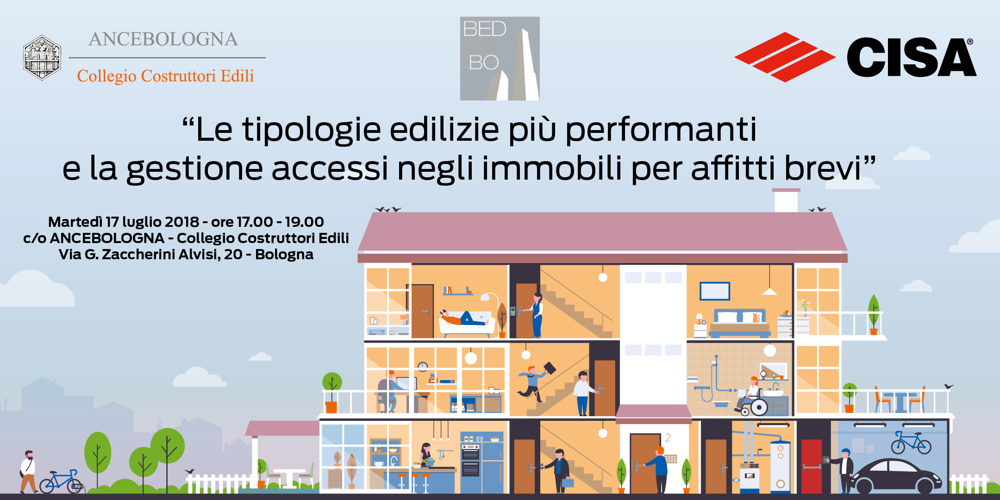 ANCEBOLOGNA
Collegio Costruttori Edili
BED
in
BO
CISA®
“Le tipologie edilizie più performanti
e la gestione accessi negli immobili per affitti brevi”
Martedì 17 luglio 2018 - ore 17.00 - 19.00
c/o ANCEBOLOGNA - Collegio Costruttori Edili
Via G. Zaccherini Alvisi, 20 - Bologna
2